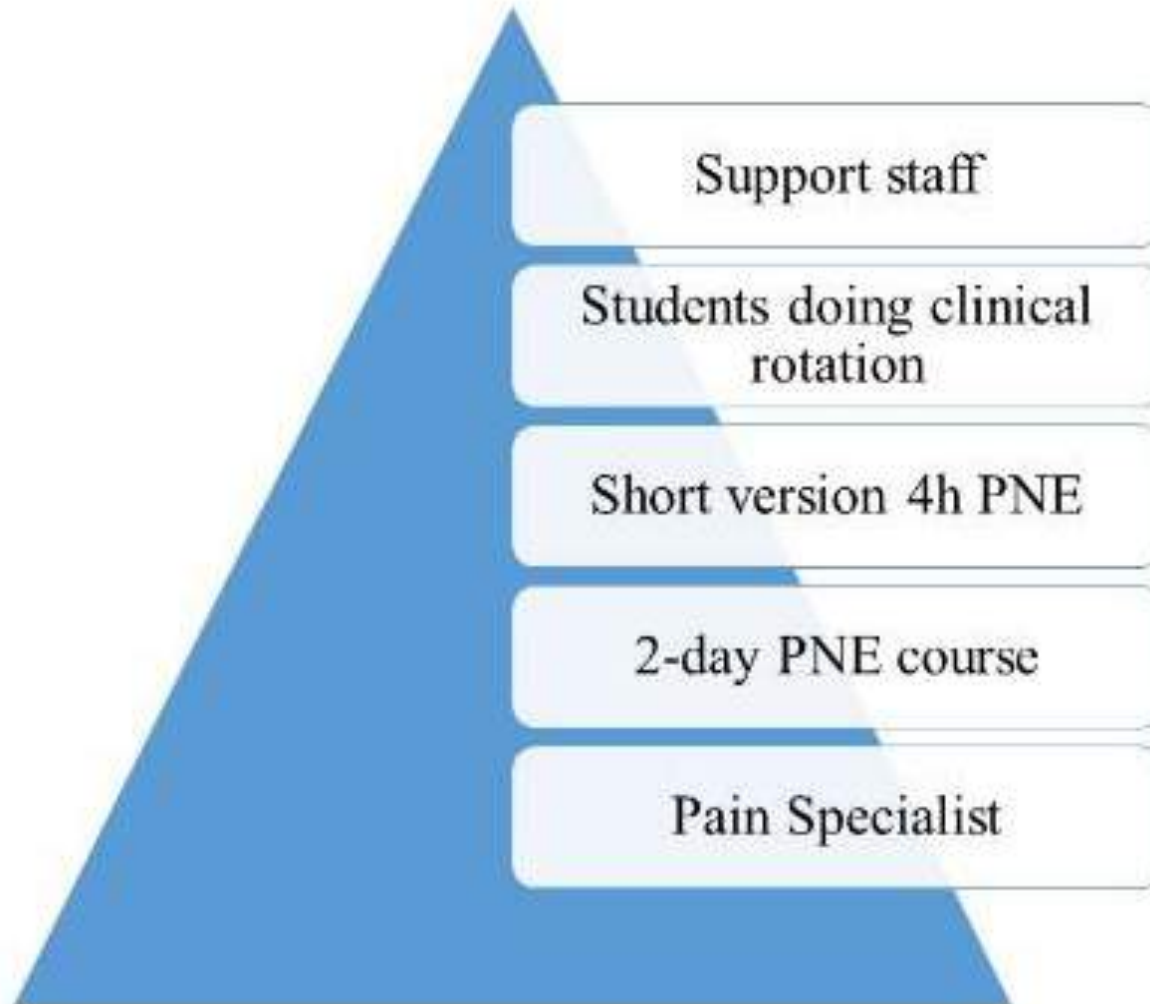 Support staff
Students doing clinical
rotation
Short version 4h PNE
2-day PNE course
Pain Specialist